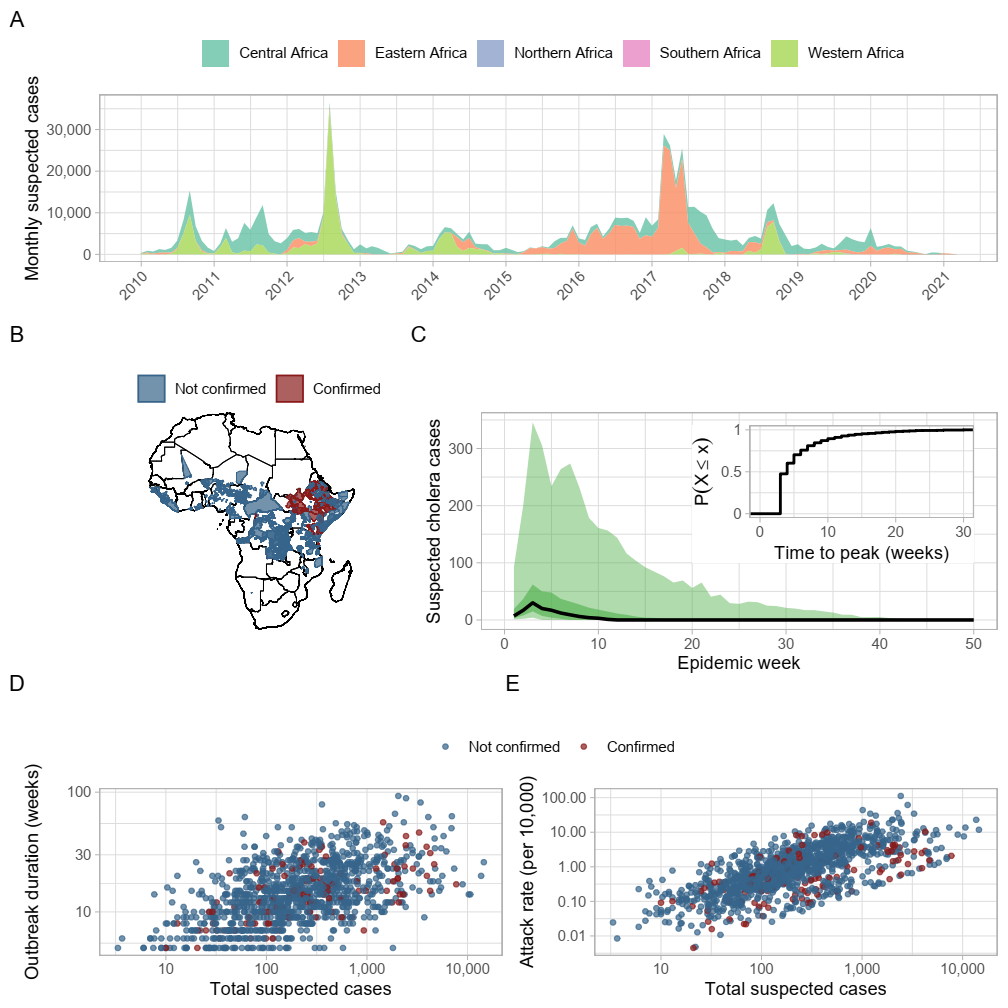 A
Central Africa
Eastern Africa
Northern Africa
Southern Africa
Western Africa
Monthly suspected cases
30,000
20,000
10,000
0
2010
2011
2012
2013
2014
2015
2016
2017
2018
2019
2020
2021
B
Not confirmed
Confirmed
C
Suspected cholera cases
300
200
100
0
0
10
20
30
40
50
Epidemic week
P(X ≤ x)
1
0.5
0
0
10
20
30
Time to peak (weeks)
D
E
Not confirmed
Confirmed
Outbreak duration (weeks)
100
30
10
10
100
1,000
10,000
Total suspected cases
Attack rate (per 10,000)
100.00
10.00
1.00
0.10
0.01
10
100
1,000
10,000
Total suspected cases